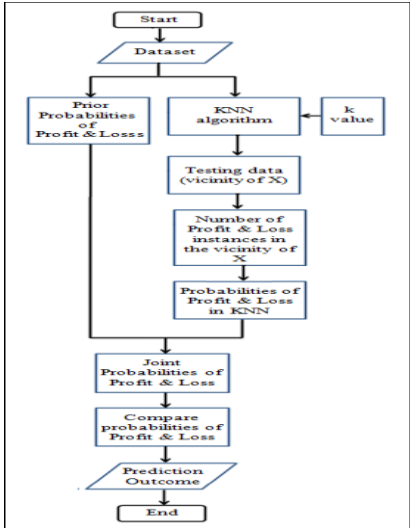 Start
Dataset
Prior
Probabilities
of
Profit & Losss
KNN
algorithm
k
value
Testing data
(vicinity of X)
Number of
Profit & Loss
instances in
the vicinity of
X
Probabilities of
Profit & Loss
in KNN
Joint
Probabilities of
Profit & Loss
Compare
probabilities of
Profit & Loss
Prediction
Outcome
End